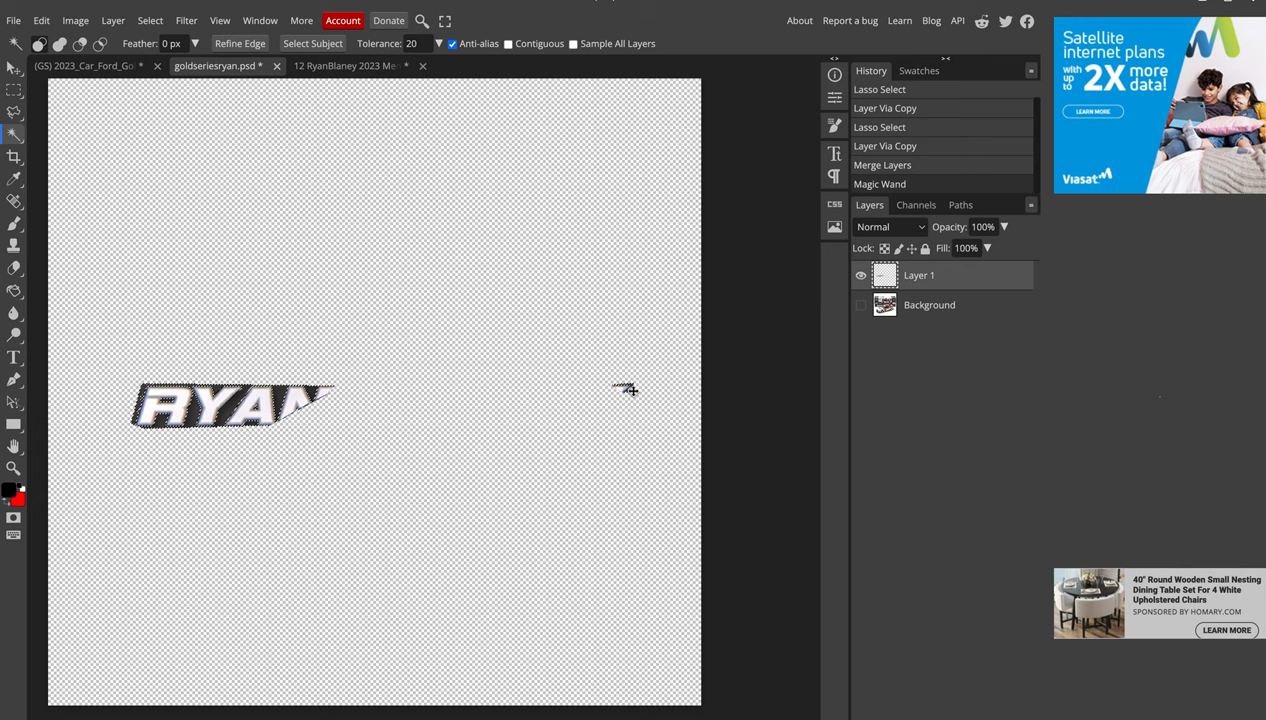 File Edit Image Layer Select Filter View Window More Account Donate About Report a bug Learn Blog API
Feather: 0 px Refine Edge Select Subject Tolerance: 20 Anti-alias Contiguous Sample All Layers
(GS) 2023_Car_Ford_Go * goldseriesryan.psd * 12 RyanBlaney 2023 Me *
History Swatches
Lasso Select
Layer Via Copy
Lasso Select
Layer Via Copy
Merge Layers
Magic Wand
CSS
Layers Channels Paths
Normal Opacity: 100%
Lock: Fill: 100%
Layer 1
Background
RYAN
Satellite
internet plans
with up to 2X more
data!
LEARN MORE
Viasat
40" Round Wooden Small Nesting
Dining Table Set For 4 White
Upholstered Chairs
SPONSORED BY HOMARY.COM
LEARN MORE